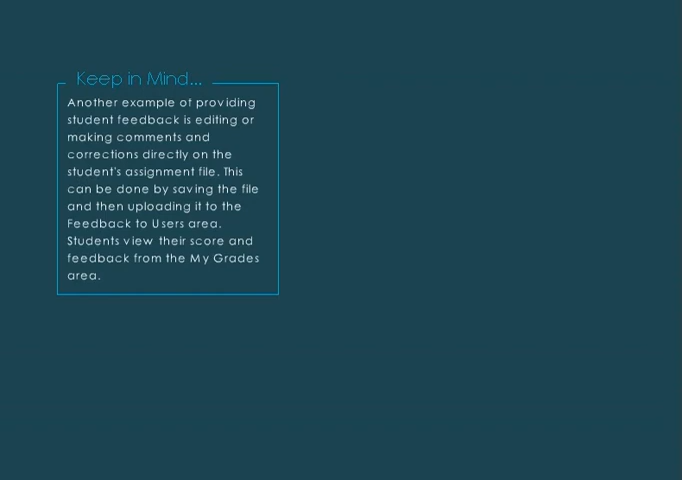 Keep in Mind...
Another example of providing
student feedback is editing or
making comments and
corrections directly on the
student's assignment file. This
can be done by saving the file
and then uploading it to the
Feedback to Users area.
Students view their score and
feedback from the My Grades
area.